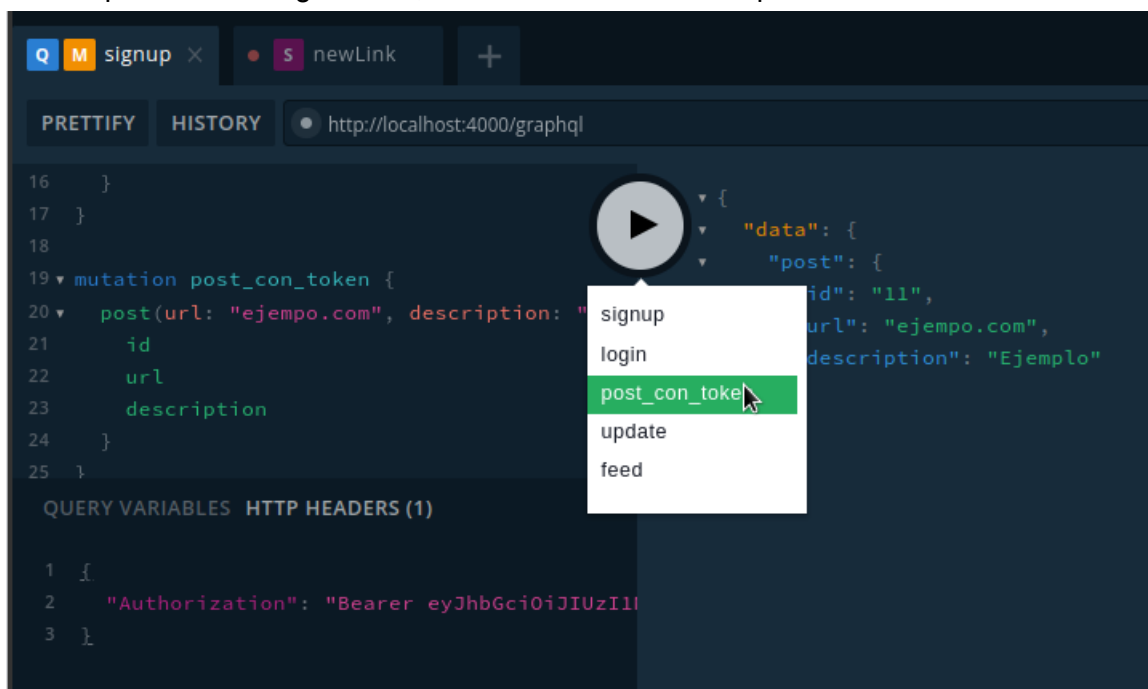 Q M signup × S newLink +
PRETTIFY HISTORY http://localhost:4000/graphql
16 }
17 }
18
19 mutation post_con_token {
20 post(url: "ejempo.com", description: "
21 id
22 url
23 description
24 }
25 }
signup
login
post_con_toke
update
feed
{
"data": {
"post": {
id": "11",
url": "ejempo.com",
description": "Ejemplo"
QUERY VARIABLES HTTP HEADERS (1)
1 {
2 "Authorization": "Bearer eyJhbGciOiJIUzI1
3 }